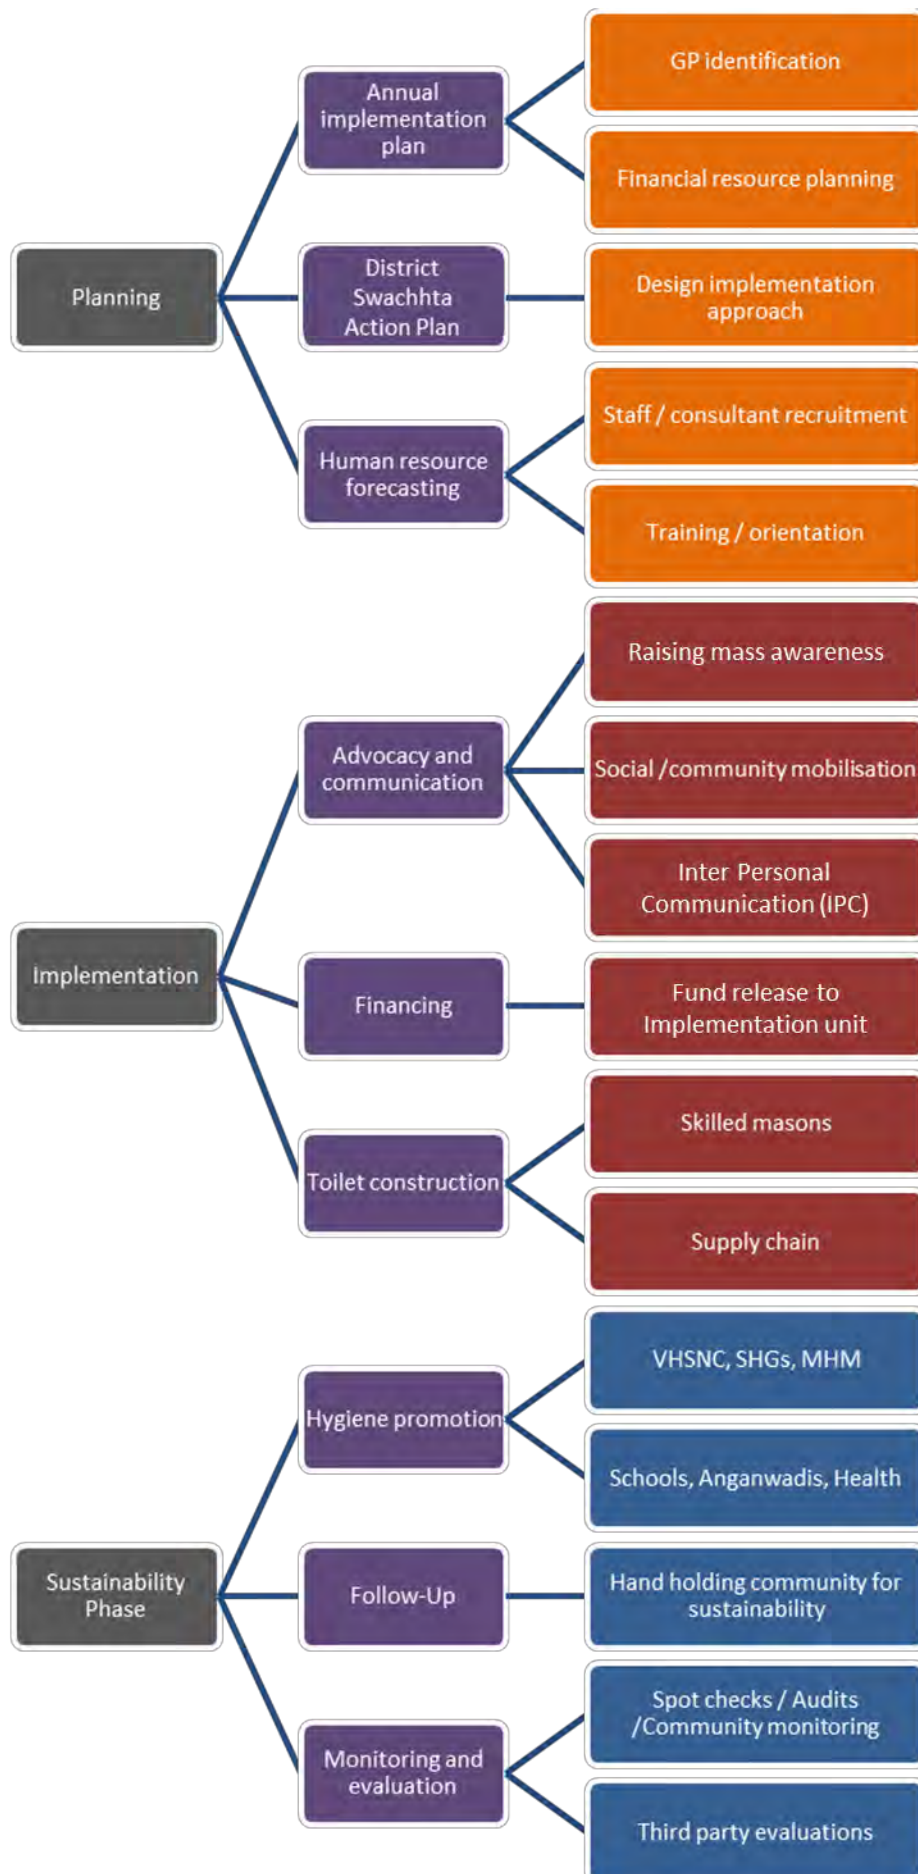 Planning
Annual
implementation
plan
GP identification
Financial resource planning
District
Swachhta
Action Plan
Design implementation
approach
Human resource
forecasting
Staff / consultant recruitment
Training / orientation
Implementation
Advocacy and
communication
Raising mass awareness
Social /community mobilisation
Inter Personal
Communication (IPC)
Financing
Fund release to
Implementation unit
Toilet construction
Skilled masons
Supply chain
Sustainability
Phase
Hygiene promotion
VHSNC, SHGs, MHM
Schools, Anganwadis, Health
Follow-Up
Hand holding community for
sustainability
Monitoring and
evaluation
Spot checks / Audits
/Community monitoring
Third party evaluations